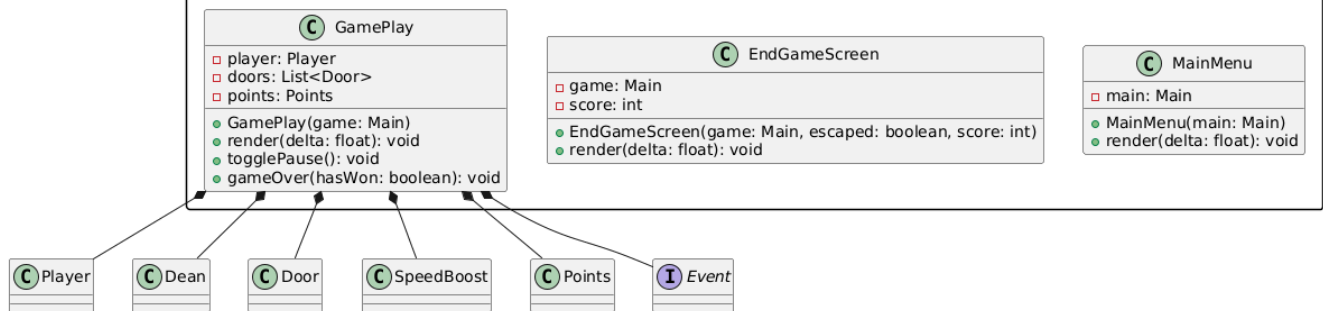 C GamePlay
player: Player
doors: List<Door>
points: Points
GamePlay(game: Main)
render(delta: float): void
togglePause(): void
gameOver(hasWon: boolean): void
C EndGameScreen
game: Main
score: int
EndGameScreen(game: Main, escaped: boolean, score: int)
render(delta: float): void
C MainMenu
main: Main
MainMenu(main: Main)
render(delta: float): void
C Player
C Dean
C Door
C SpeedBoost
C Points
I Event